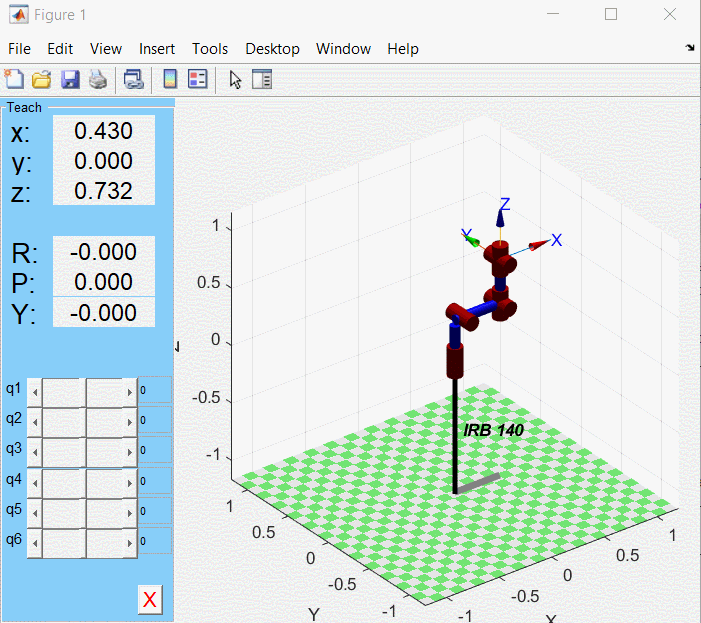 Figure 1
File Edit View Insert Tools Desktop Window Help
Teach
x: 0.430
y: 0.000
z: 0.732
R: -0.000
P: 0.000
Y: -0.000
q1 0
q2 0
q3 0
q4 0
q5 0
q6 0
X
Z
Y
X
IRB 140
1
0.5
0
-0.5
-1
1
0.5
0
-0.5
-1
Y
-1
-0.5
0
0.5
1
X